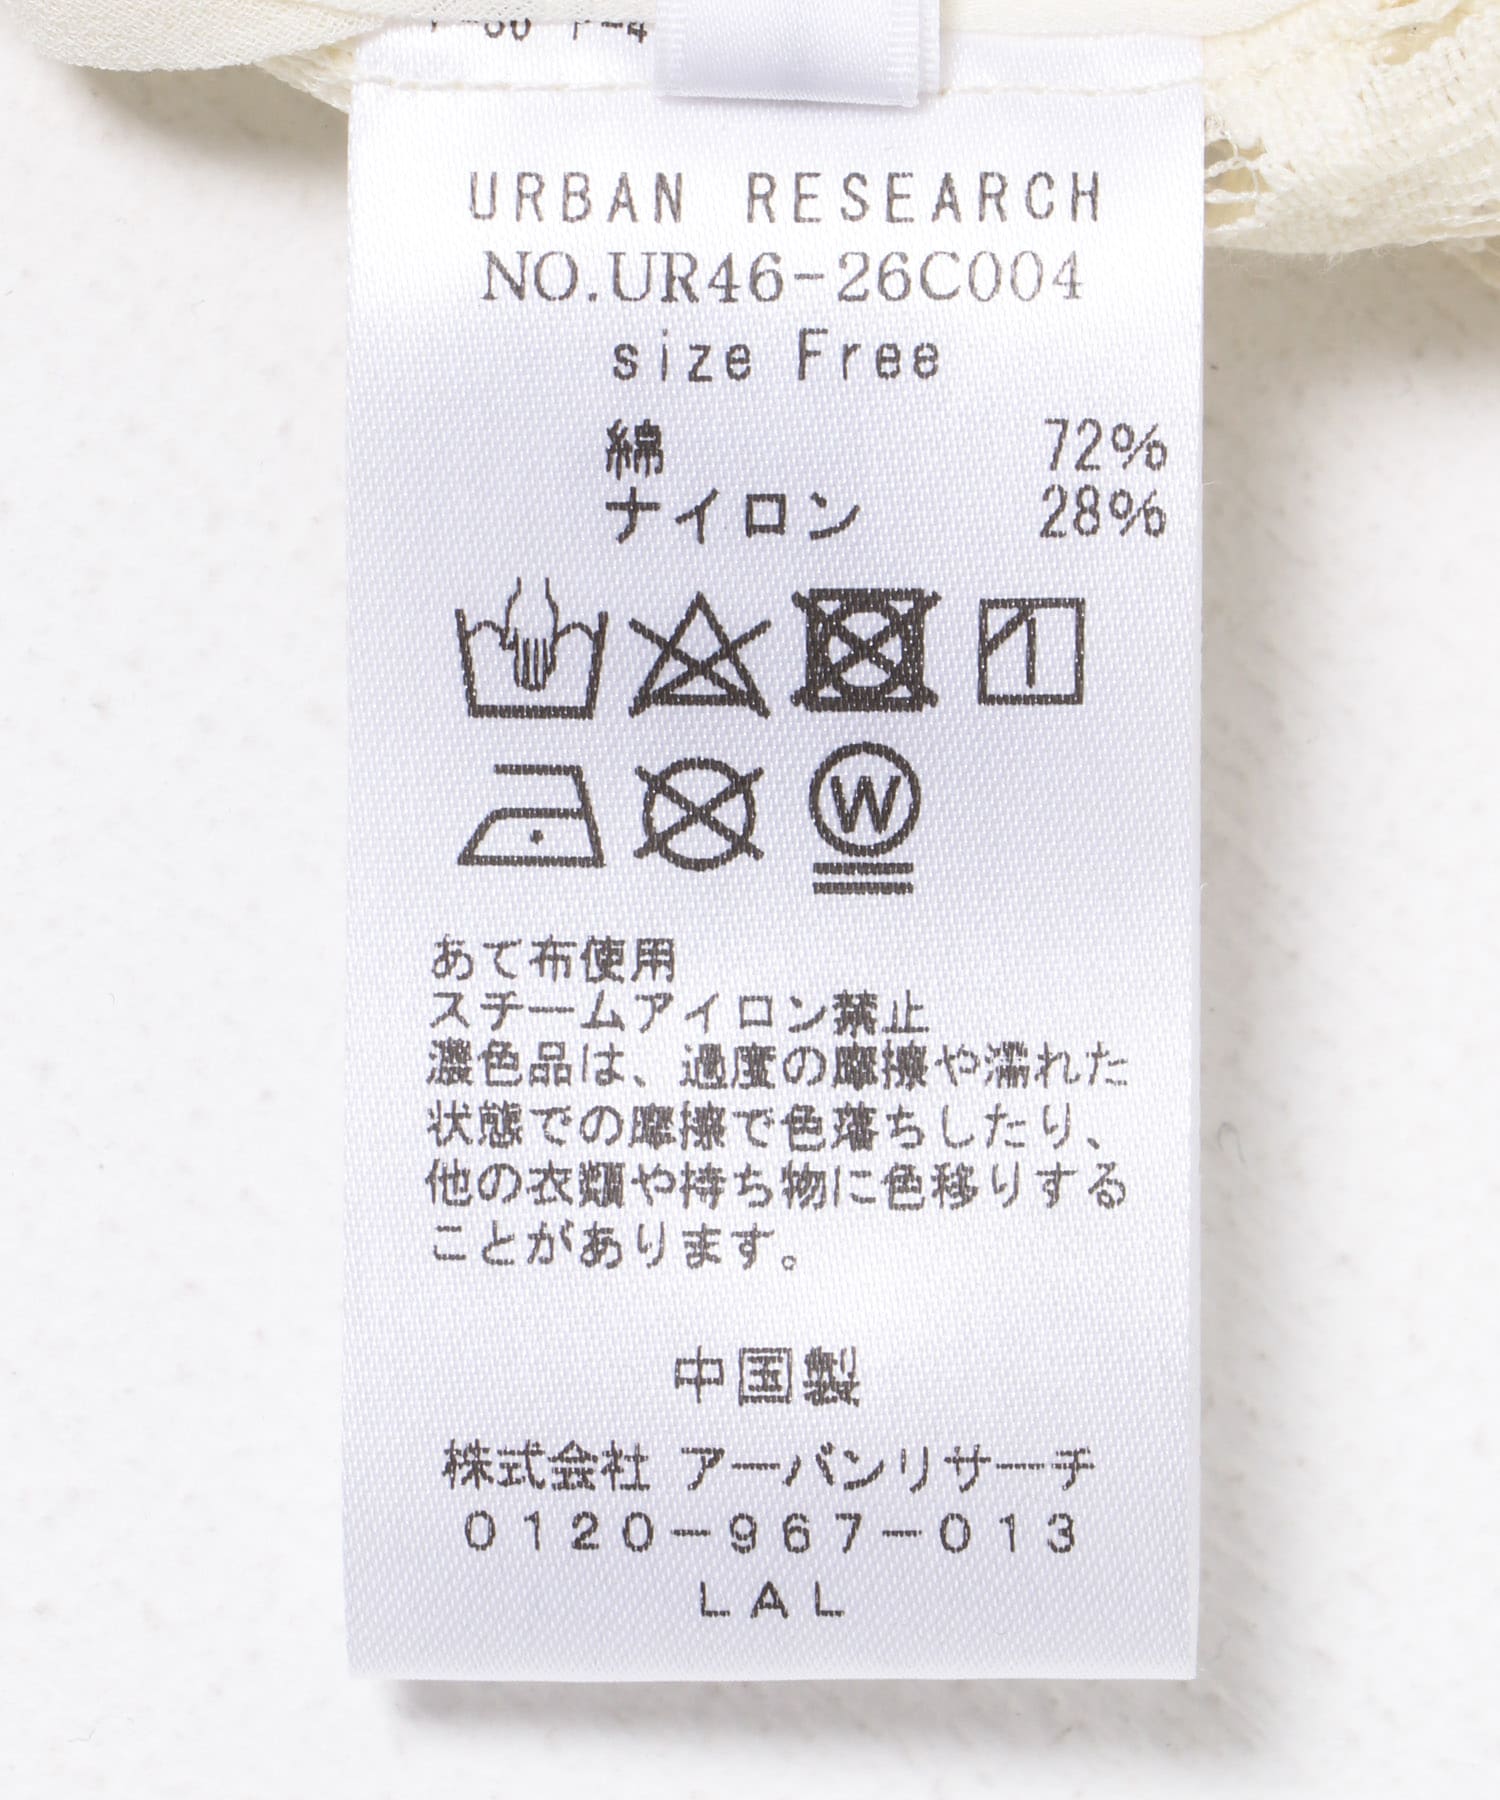 URBAN RESEARCH
NO.UR46-26C004
size Free
綿 72%
ナイロン 28%
W
あて布使用
スチームアイロン禁止
濃色品は、過度の摩擦や濡れた
状態での摩擦で色落ちしたり、
他の衣類や持ち物に色移りする
ことがあります。
中国製
株式会社 アーバンリサーチ
0120-967-013
LAL